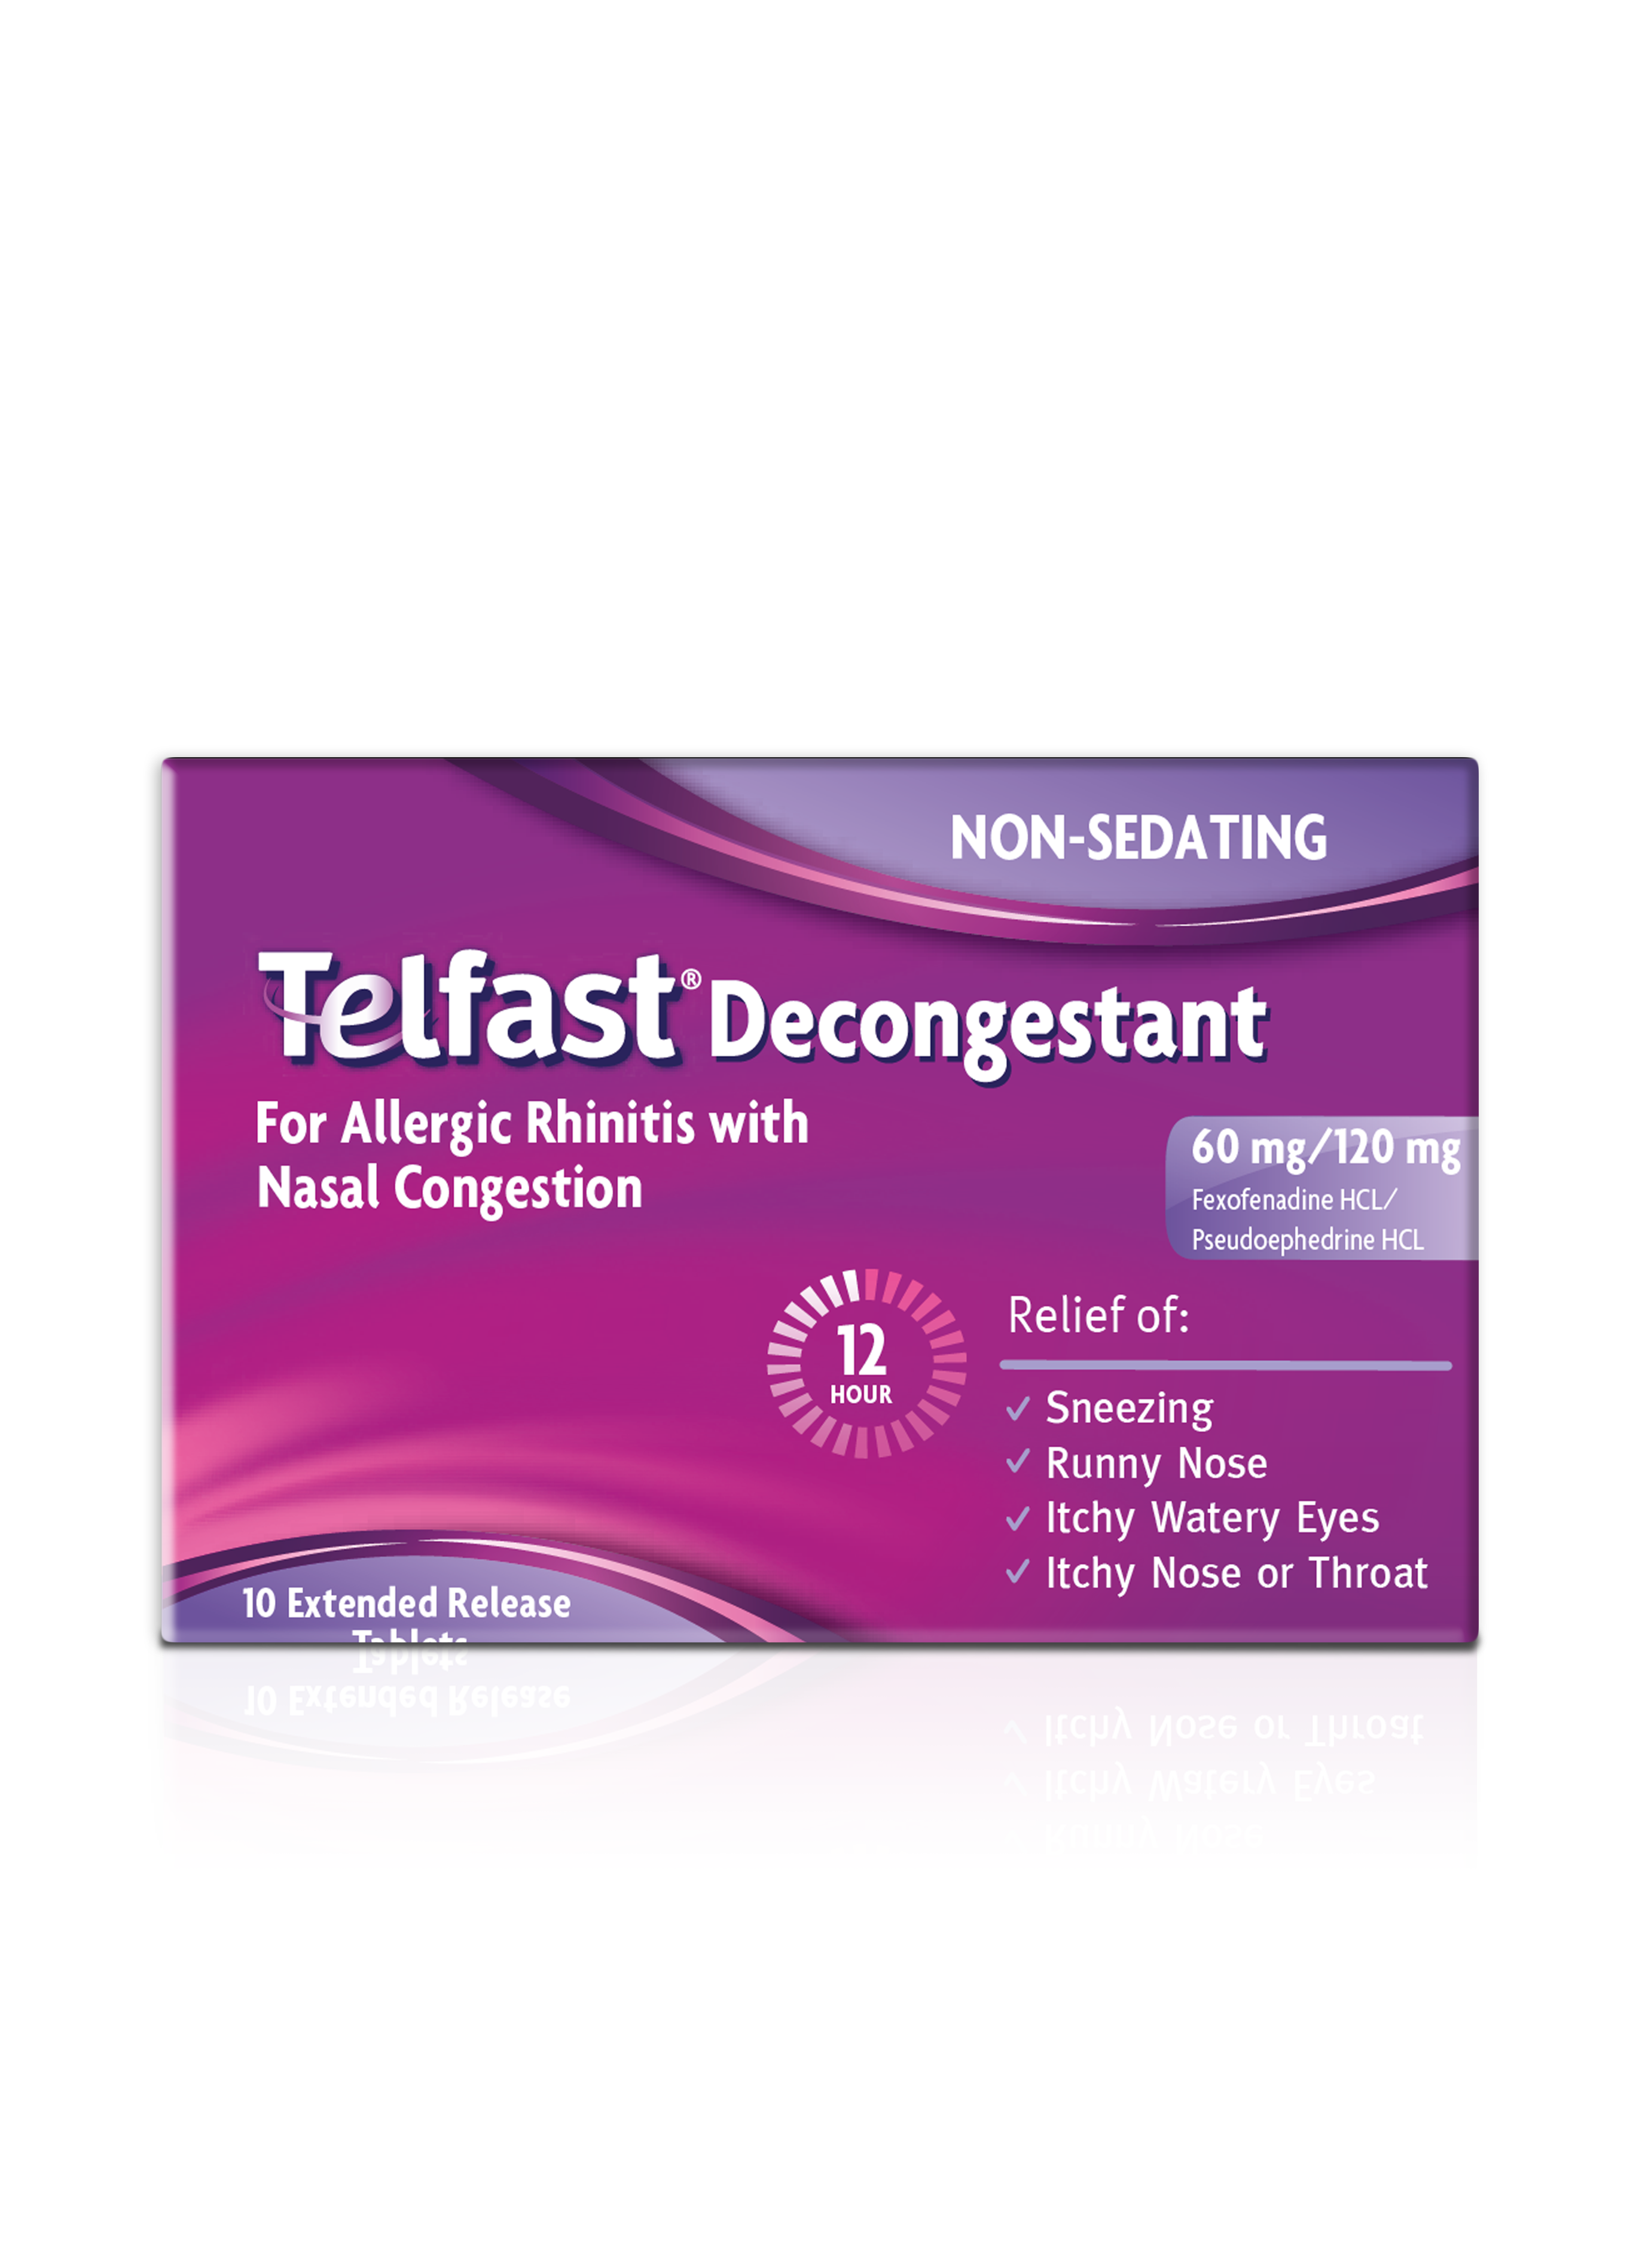 NON-SEDATING
Telfast® Decongestant
For Allergic Rhinitis with
Nasal Congestion
60 mg/120 mg
Fexofenadine HCL/
Pseudoephedrine HCL
12
HOUR
Relief of:
✓ Sneezing
✓ Runny Nose
✓ Itchy Watery Eyes
✓ Itchy Nose or Throat
10 Extended Release
Tablets